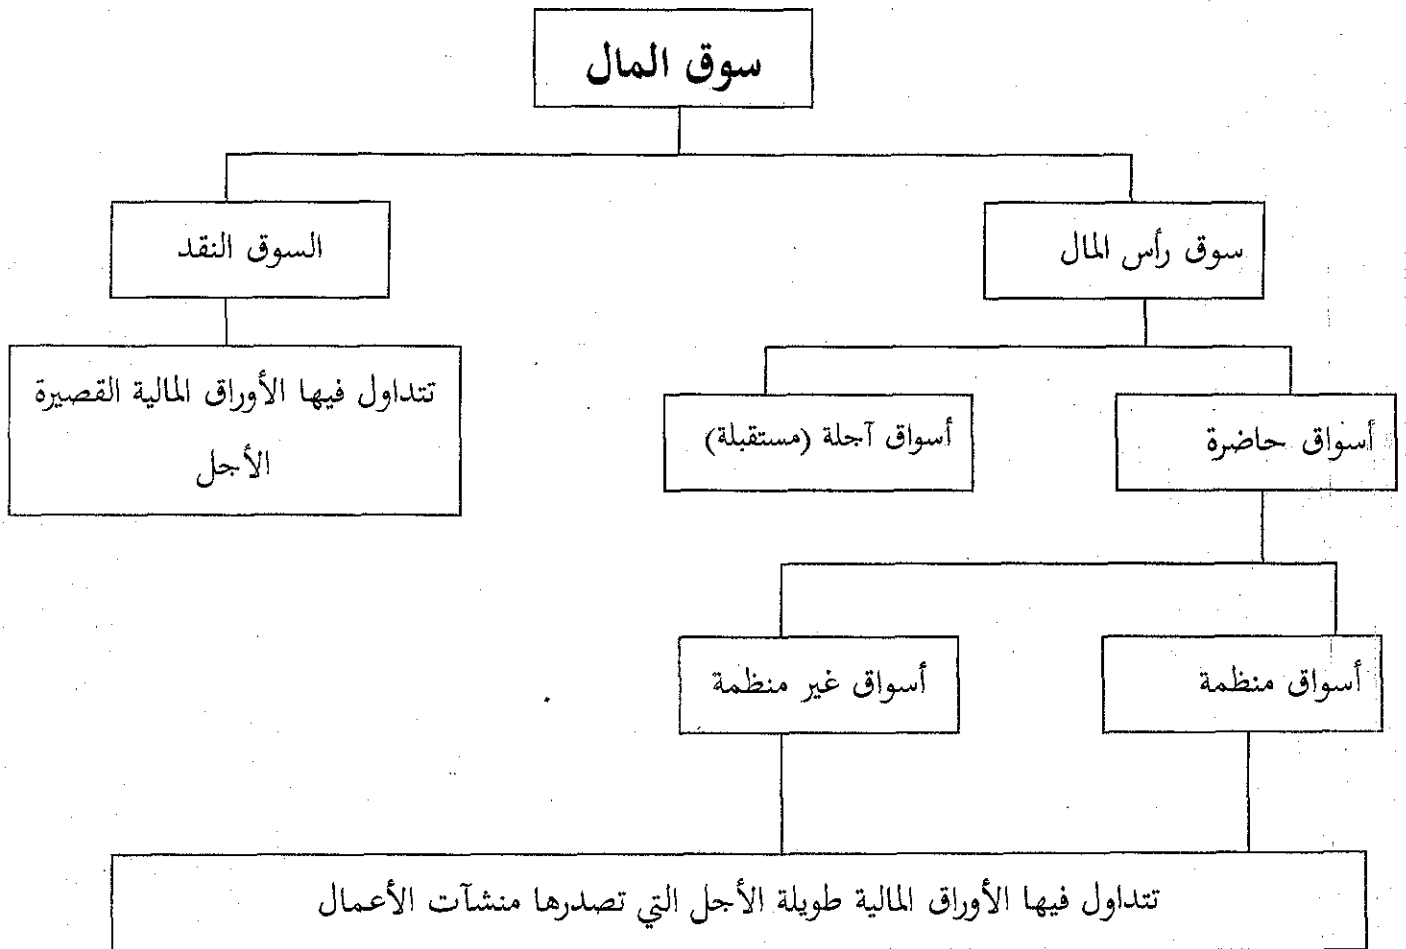 سوق المال
سوق رأس المال
السوق النقد
أسواق حاضرة
أسواق آجلة (مستقبلة)
تتداول فيها الأوراق المالية القصيرة
الأجل
أسواق منظمة
أسواق غير منظمة
تتداول فيها الأوراق المالية طويلة الأجل التي تصدرها منشآت الأعمال